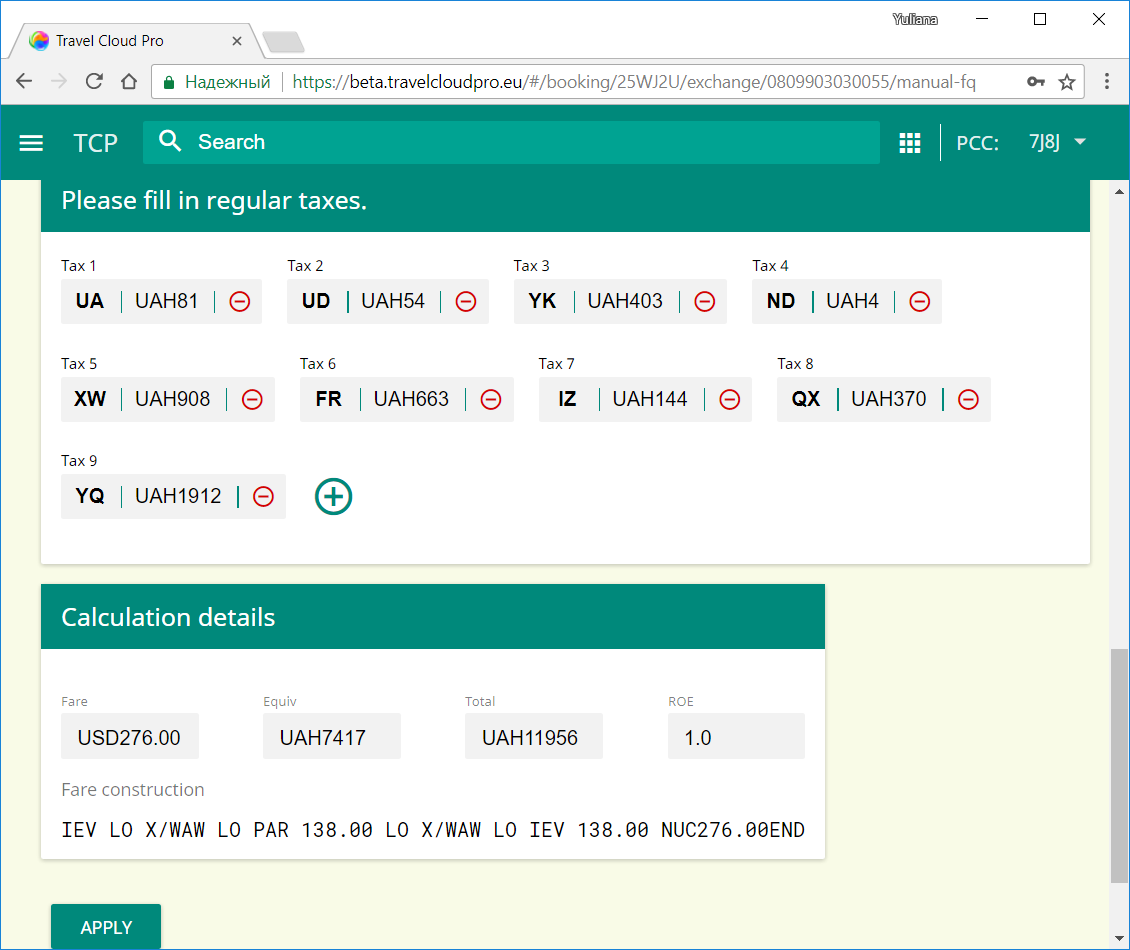 Yuliana
Travel Cloud Pro
Надежный https://beta.travelcloudpro.eu/#/booking/25WJ2U/exchange/0809903030055/manual-fq
TCP Search PCC: 7J8J
Please fill in regular taxes.
Tax 1 Tax 2 Tax 3 Tax 4
UA UAH81 UD UAH54 YK UAH403 ND UAH4
Tax 5 Tax 6 Tax 7 Tax 8
XW UAH908 FR UAH663 IZ UAH144 QX UAH370
Tax 9
YQ UAH1912
Calculation details
Fare Equiv Total ROE
USD276.00 UAH7417 UAH11956 1.0
Fare construction
IEV LO X/WAW LO PAR 138.00 LO X/WAW LO IEV 138.00 NUC276.00END
APPLY